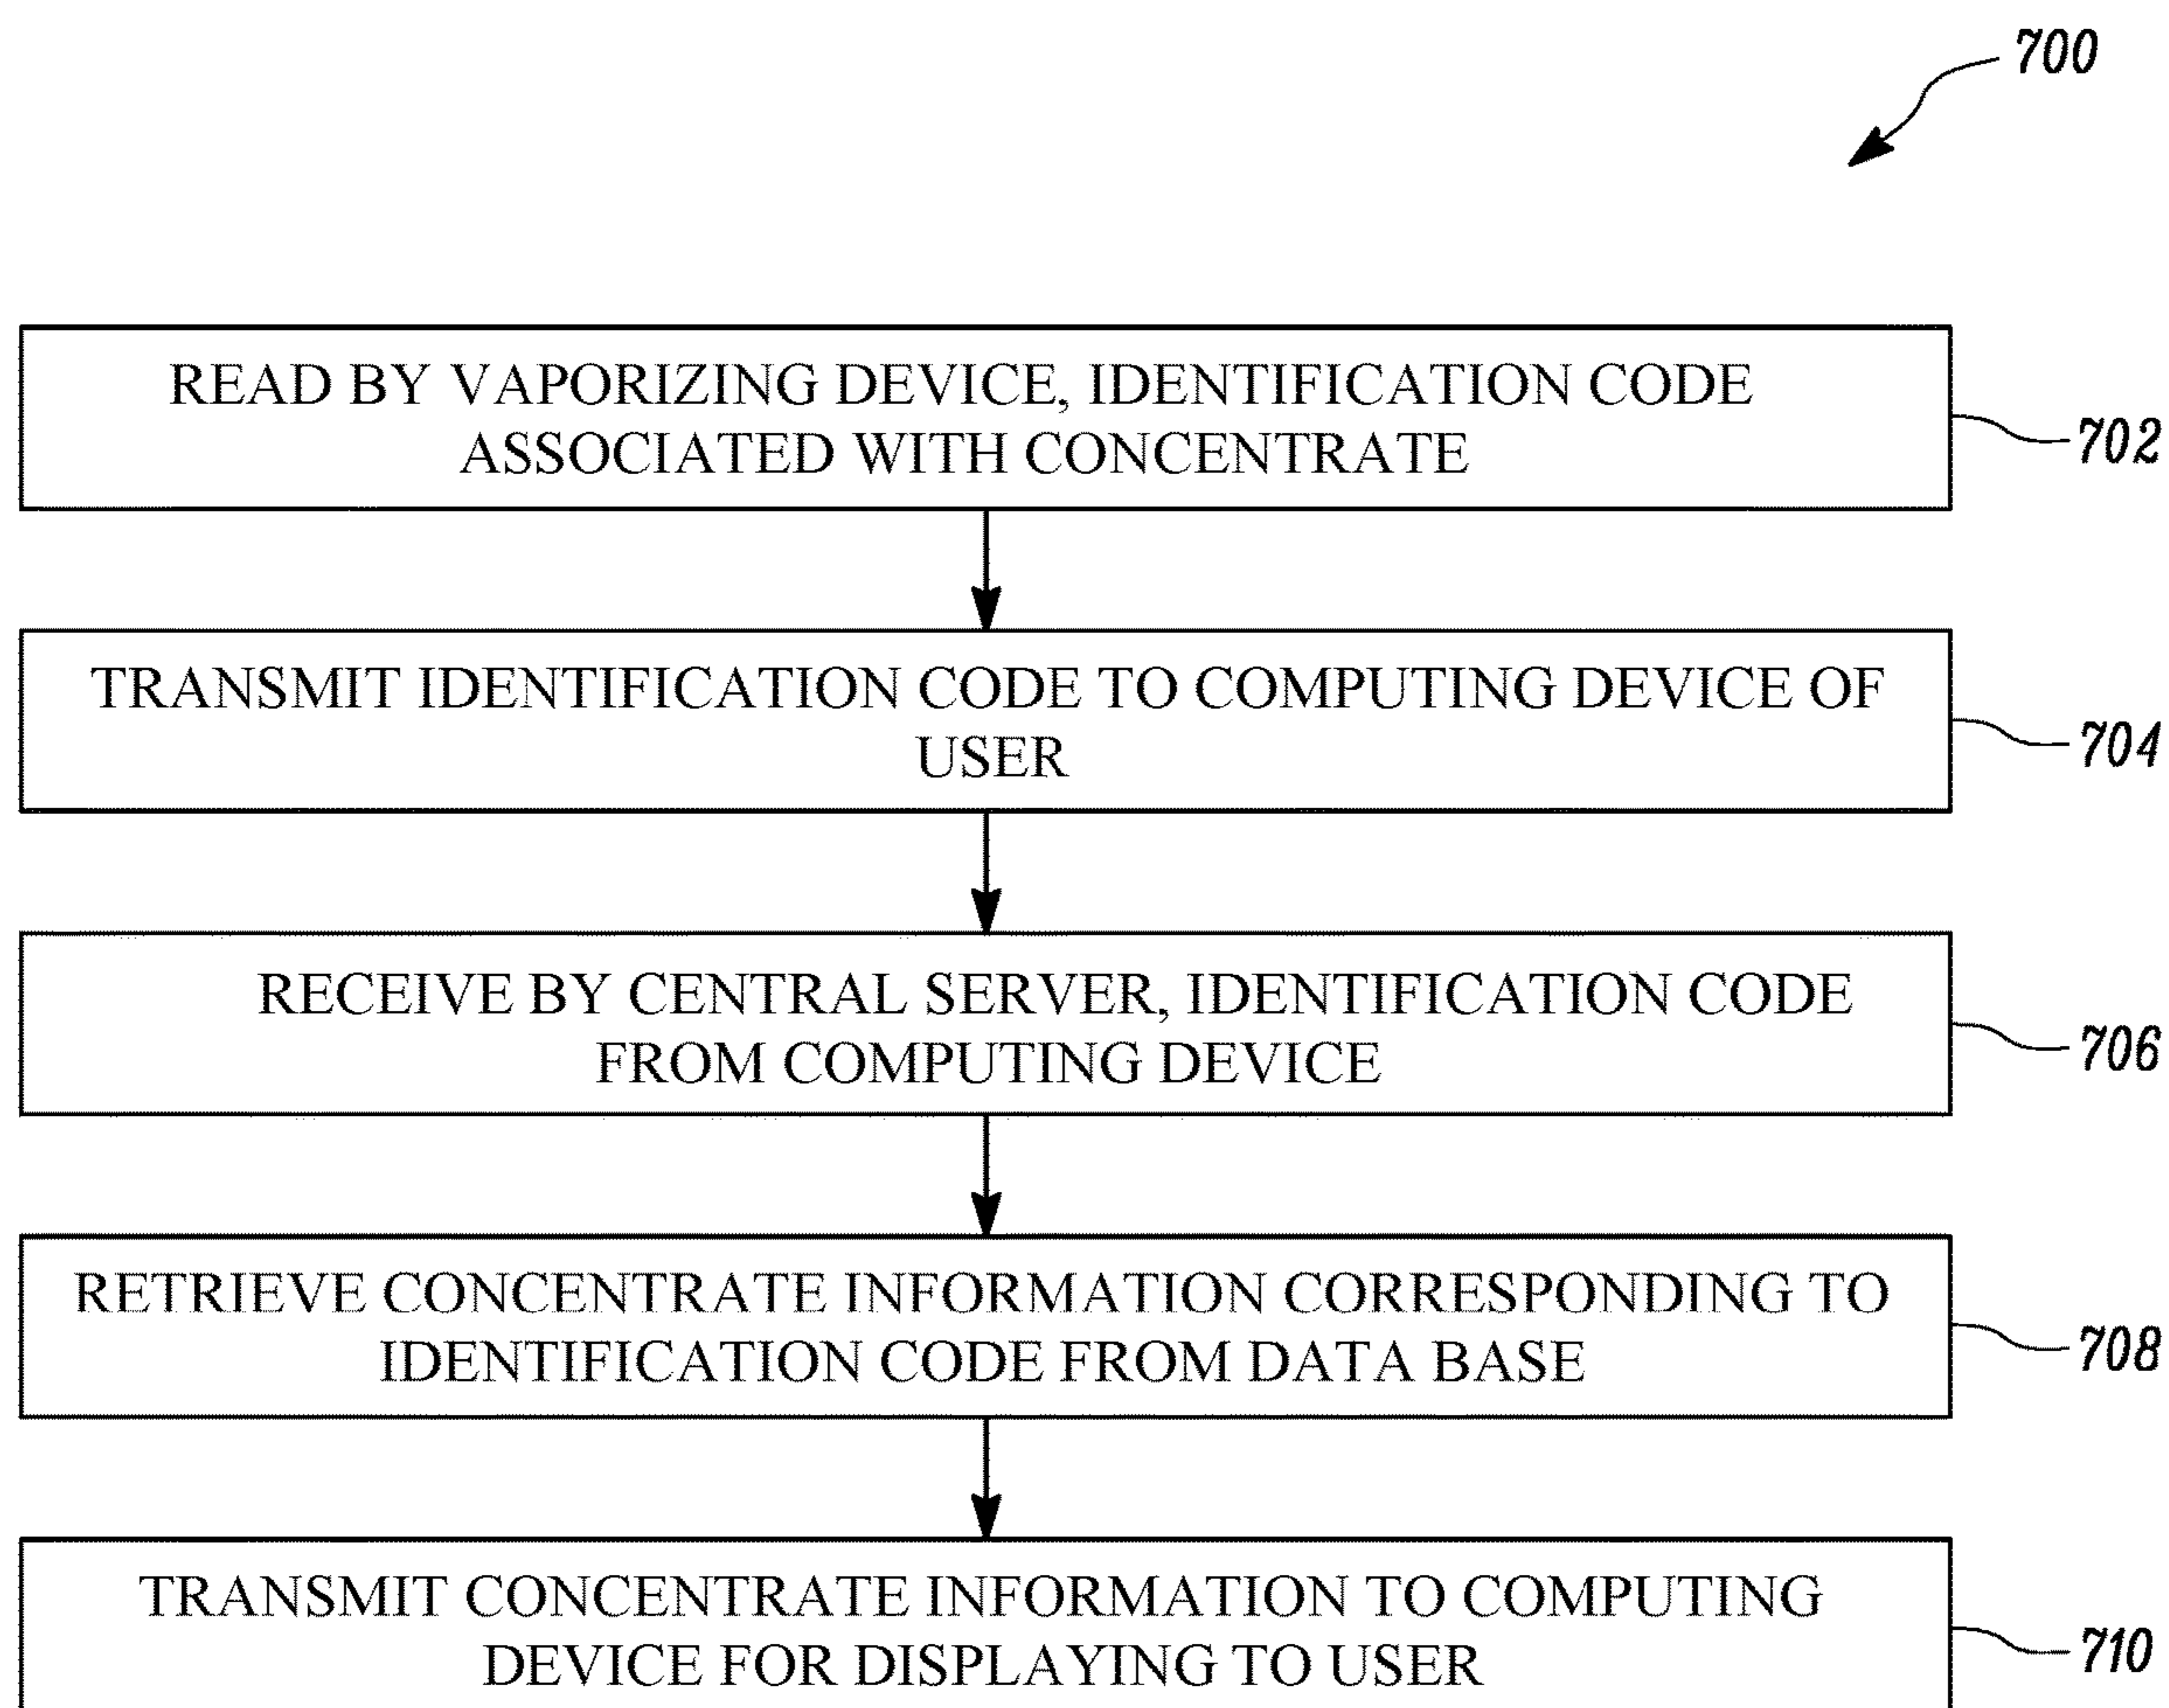 700
READ BY VAPORIZING DEVICE, IDENTIFICATION CODE
ASSOCIATED WITH CONCENTRATE
702
TRANSMIT IDENTIFICATION CODE TO COMPUTING DEVICE OF
USER
704
RECEIVE BY CENTRAL SERVER, IDENTIFICATION CODE
FROM COMPUTING DEVICE
706
RETRIEVE CONCENTRATE INFORMATION CORRESPONDING TO
IDENTIFICATION CODE FROM DATA BASE
708
TRANSMIT CONCENTRATE INFORMATION TO COMPUTING
DEVICE FOR DISPLAYING TO USER
710